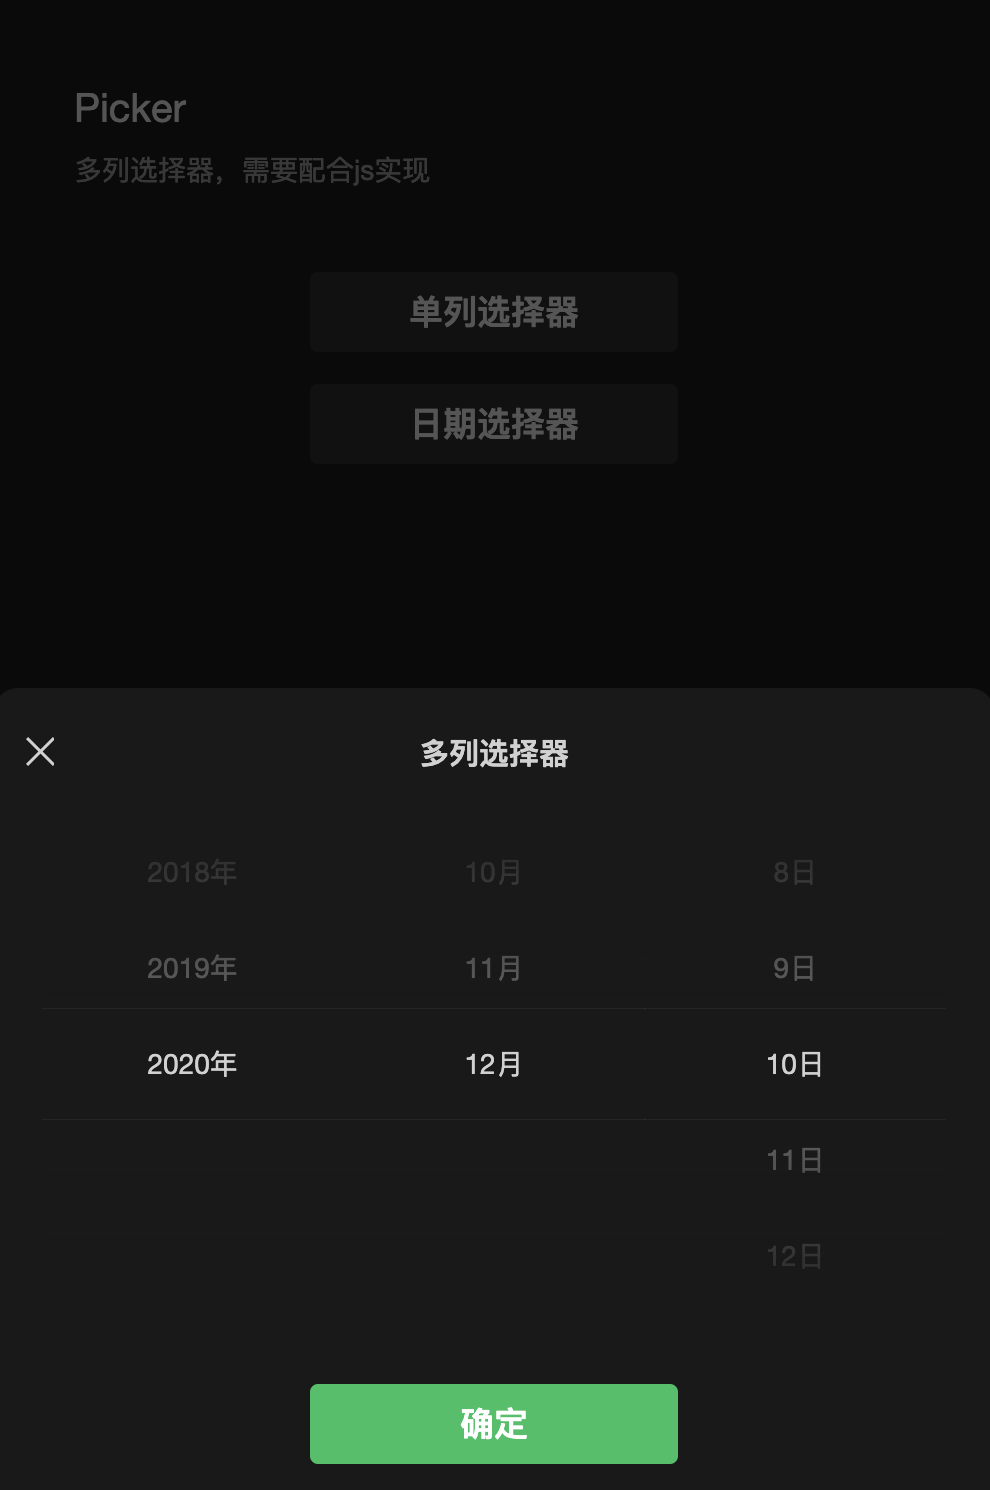 Picker
多列选择器，需要配合js实现
单列选择器
日期选择器
多列选择器
2018年 10月 8日
2019年 11月 9日
2020年 12月 10日
11日
12日
确定